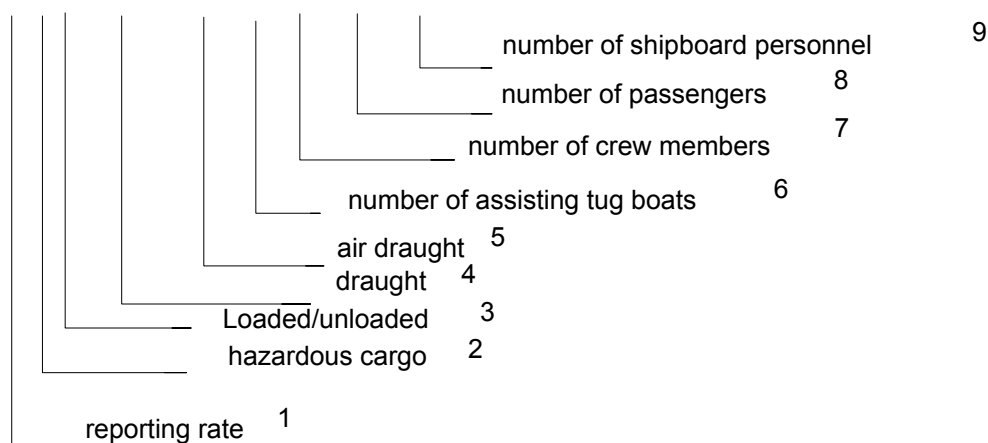 number of shipboard personnel 9
number of passengers 8
number of crew members 7
number of assisting tug boats 6
air draught 5
draught 4
Loaded/unloaded 3
hazardous cargo 2
reporting rate 1